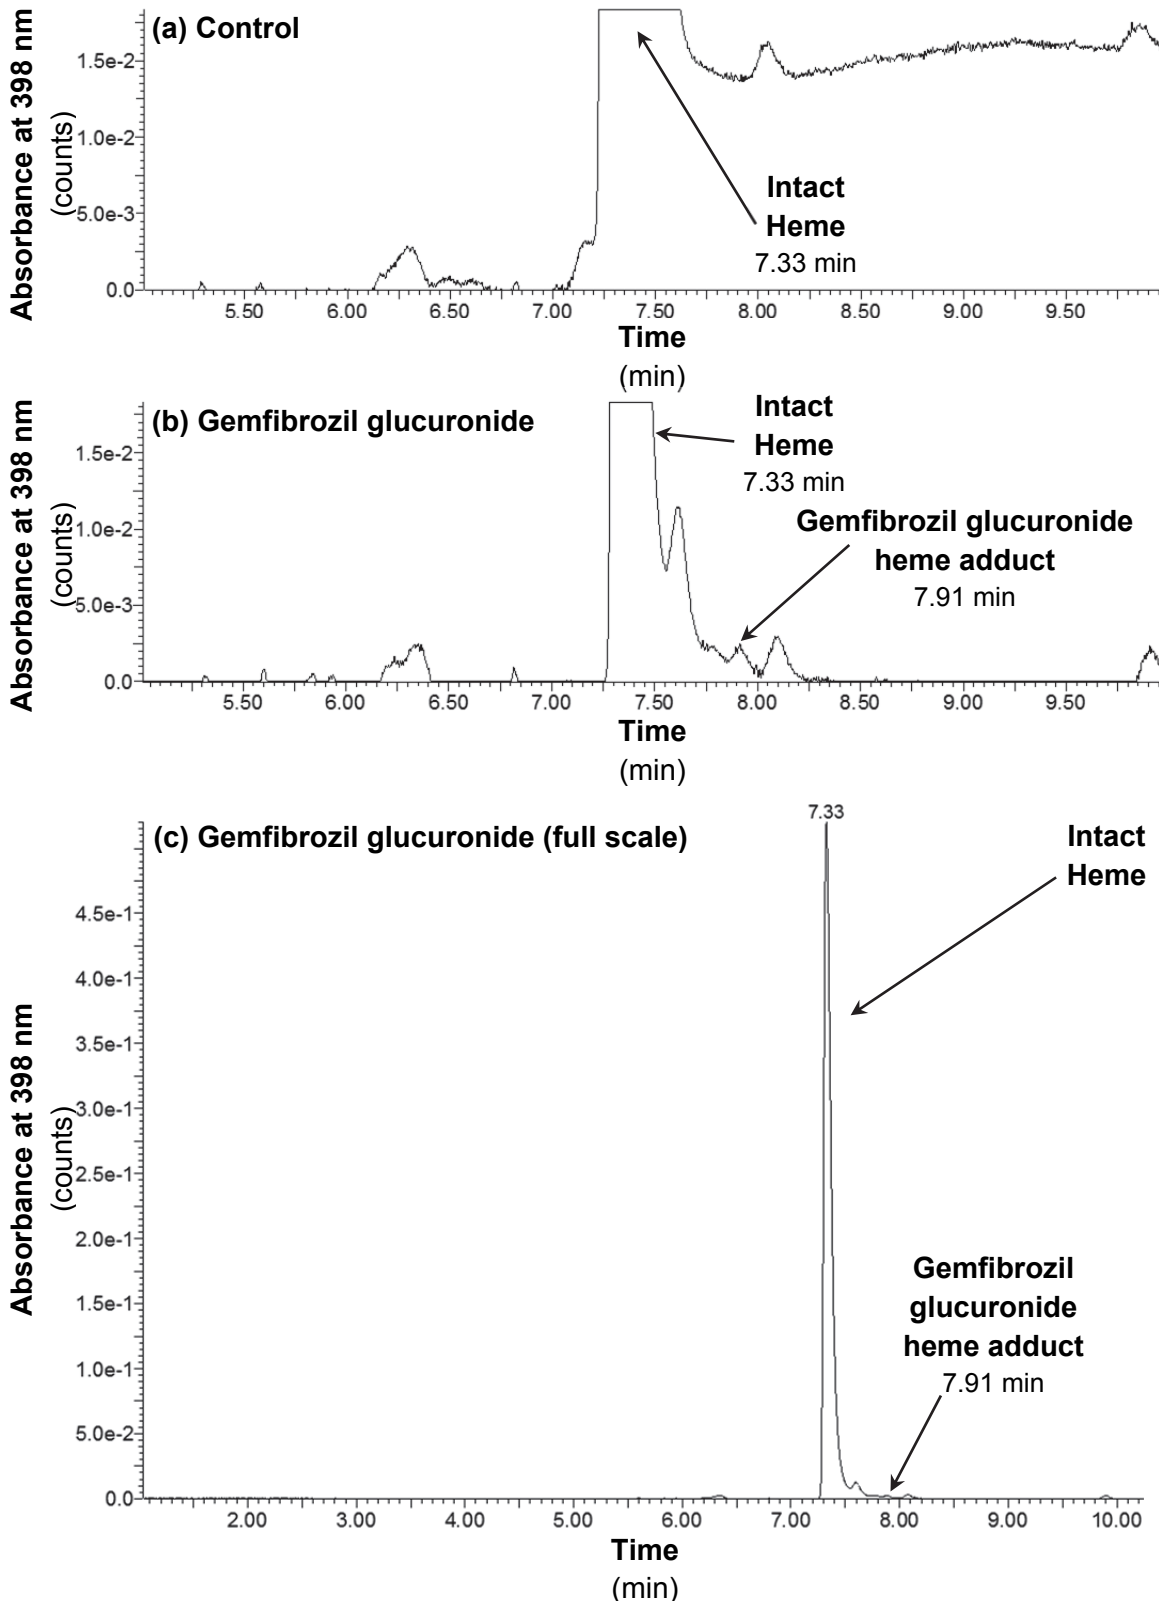 (a) Control
Absorbance at 398 nm
(counts)
1.5e-2
1.0e-2
5.0e-3
0.0
Intact
Heme
7.33 min
5.50 6.00 6.50 7.00 7.50 8.00 8.50 9.00 9.50
Time
(min)
(b) Gemfibrozil glucuronide
Absorbance at 398 nm
(counts)
1.5e-2
1.0e-2
5.0e-3
0.0
Intact
Heme
7.33 min
Gemfibrozil glucuronide
heme adduct
7.91 min
5.50 6.00 6.50 7.00 7.50 8.00 8.50 9.00 9.50
Time
(min)
(c) Gemfibrozil glucuronide (full scale)
7.33
Intact
Heme
Absorbance at 398 nm
(counts)
4.5e-1
4.0e-1
3.5e-1
3.0e-1
2.5e-1
2.0e-1
1.5e-1
1.0e-1
5.0e-2
0.0
Gemfibrozil
glucuronide
heme adduct
7.91 min
2.00 3.00 4.00 5.00 6.00 7.00 8.00 9.00 10.00
Time
(min)